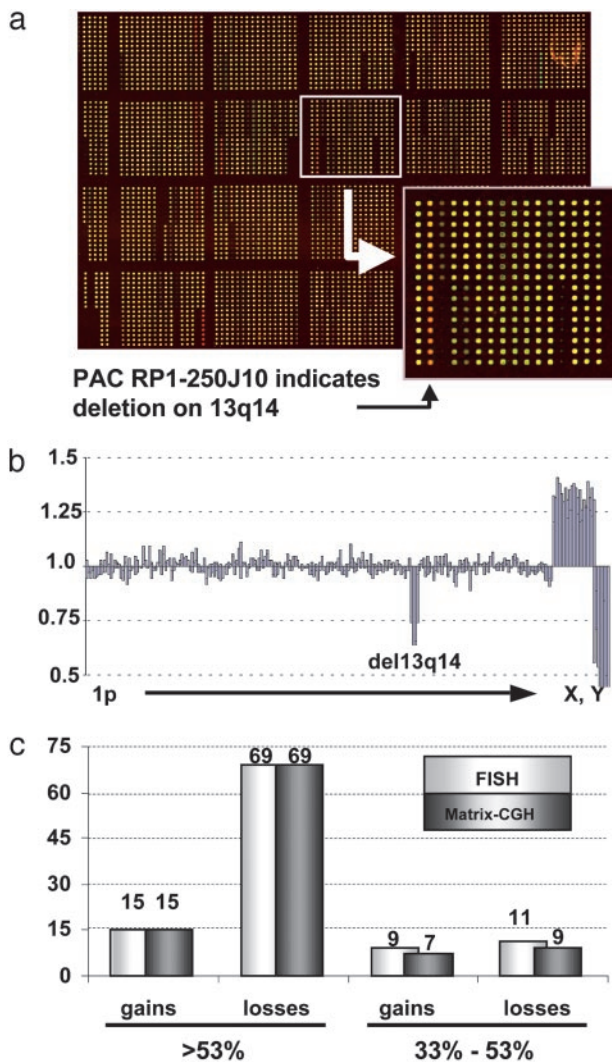 a
PAC RP1-250J10 indicates
deletion on 13q14
b
1.5
1.25
1.0
0.75
0.5
del13q14
1p
X, Y
c
75
60
45
30
15
0
15 15
69 69
9 7
11 9
FISH
Matrix-CGH
gains losses gains losses
>53% 33% - 53%